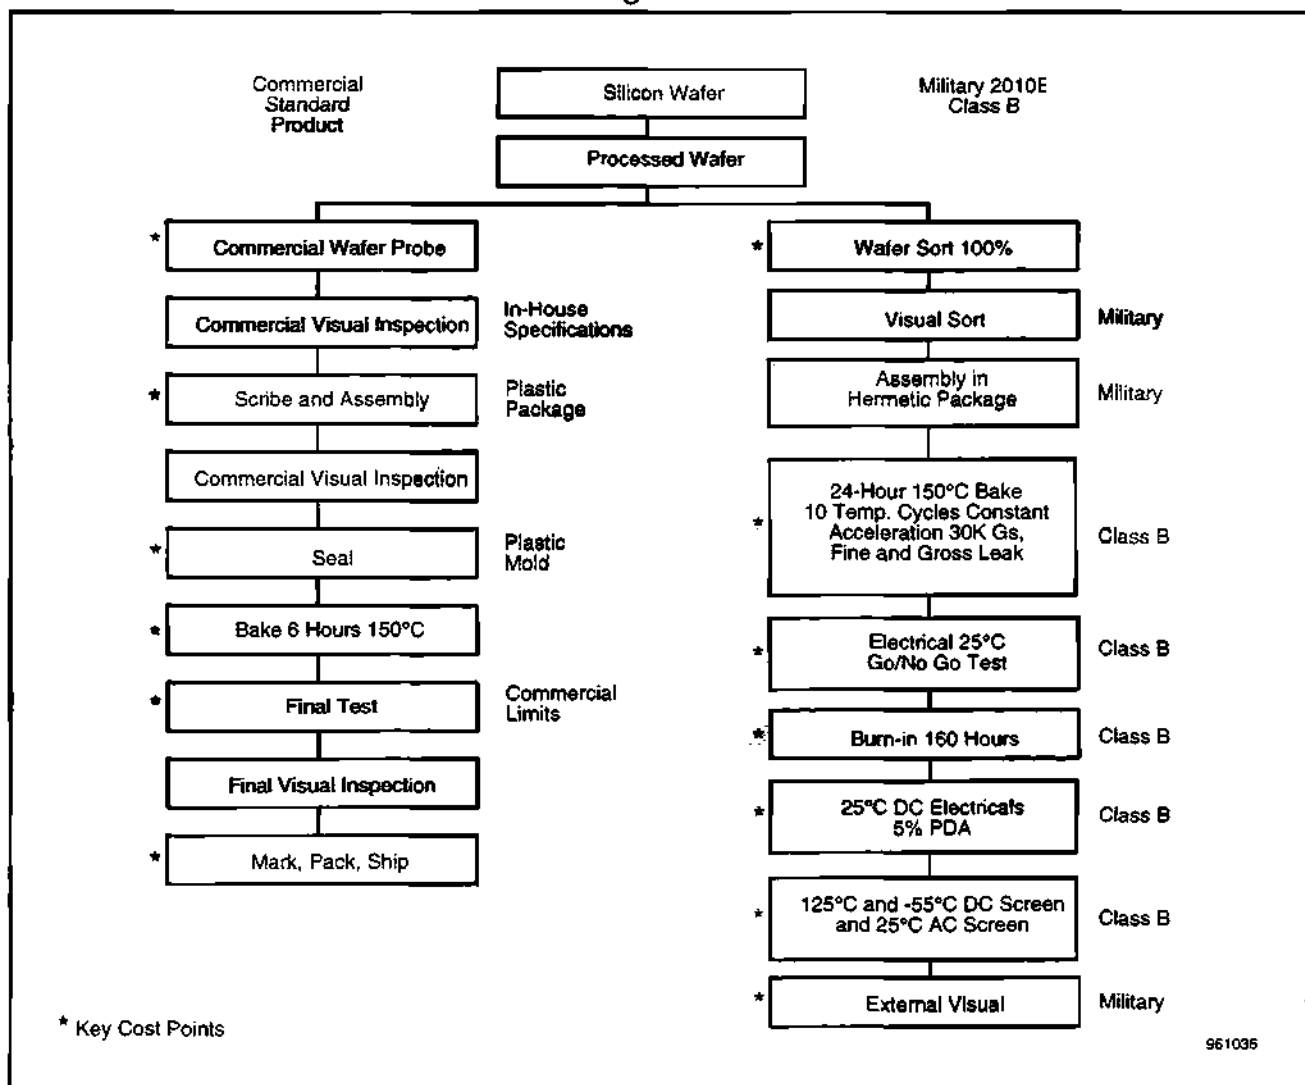 Commercial
Standard
Product
Silicon Wafer
Military 2010E
Class B
Processed Wafer
* Commercial Wafer Probe
Commercial Visual Inspection
In-House
Specifications
* Scribe and Assembly
Plastic
Package
Commercial Visual Inspection
* Seal
Plastic
Mold
* Bake 6 Hours 150°C
* Final Test
Commercial
Limits
Final Visual Inspection
* Mark, Pack, Ship
* Wafer Sort 100%
Visual Sort
Military
Assembly in
Hermetic Package
Military
* 24-Hour 150°C Bake
10 Temp. Cycles Constant
Acceleration 30K Gs,
Fine and Gross Leak
Class B
* Electrical 25°C
Go/No Go Test
Class B
* Burn-in 160 Hours
Class B
* 25°C DC Electricals
5% PDA
Class B
* 125°C and -55°C DC Screen
and 25°C AC Screen
Class B
* External Visual
Military
* Key Cost Points
961035